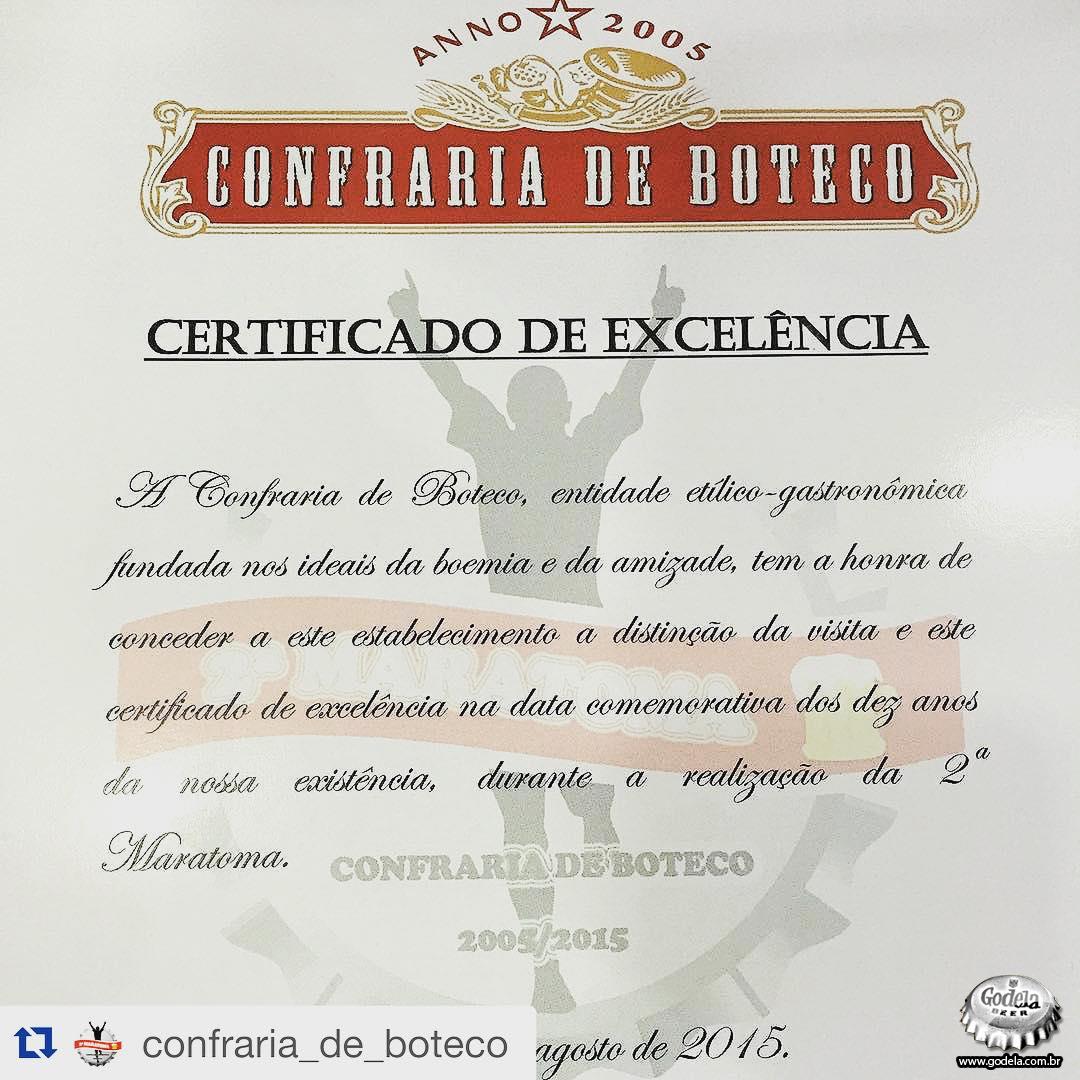 ANNO 2005
CONFRARIA DE BOTECO
CERTIFICADO DE EXCELÊNCIA
A Confraria de Boteco, entidade etílico-gastronômica
fundada nos ideais da boemia e da amizade, tem a honra de
conceder a este estabelecimento a distinção da visita e este
2ª MARATOMA
certificado de excelência na data comemorativa dos dez anos
da nossa existência, durante a realização da 2ª
Maratoma.
CONFRARIA DE BOTECO
2005/2015
agosto de 2015.
confraria_de_boteco
Godela
BEER
www.godela.com.br